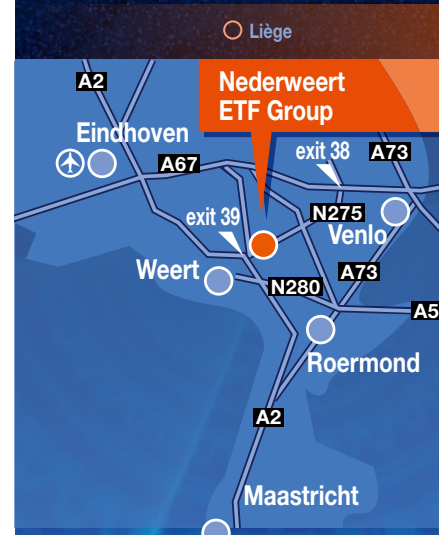 Liège
Nederweert
ETF Group
A2
Eindhoven
exit 38
A73
A67
exit 39
N275
Venlo
Weert
A73
N280
A5
Roermond
A2
Maastricht